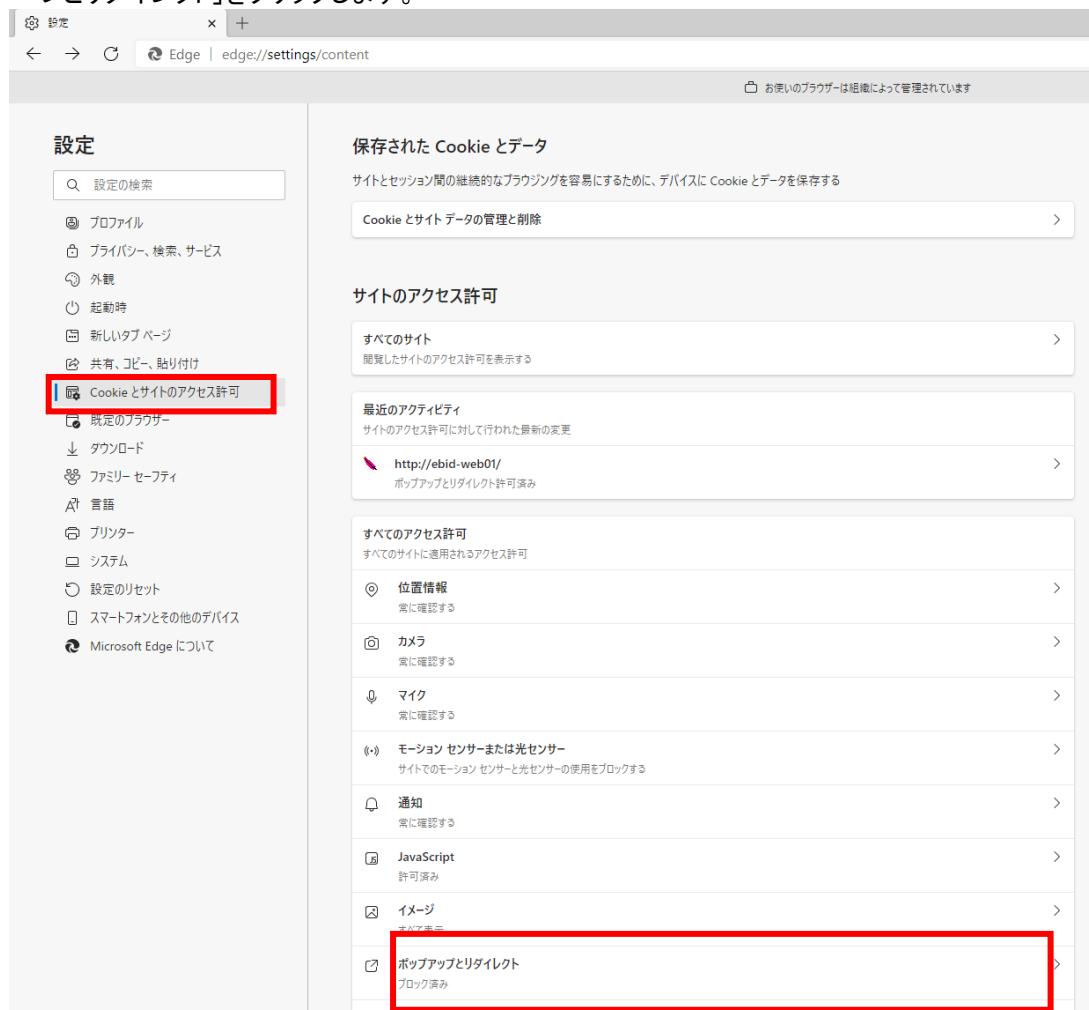 設定
Edge | edge://settings/content
お使いのブラウザーは組織によって管理されています
設定
設定の検索
プロファイル
プライバシー、検索、サービス
外観
起動時
新しいタブ ページ
共有、コピー、貼り付け
Cookie とサイトのアクセス許可
既定のブラウザー
ダウンロード
ファミリー セーフティ
言語
プリンター
システム
設定のリセット
スマートフォンとその他のデバイス
Microsoft Edge について
保存された Cookie とデータ
サイトとセッション間の継続的なブラウジングを容易にするために、デバイスに Cookie とデータを保存する
Cookie とサイト データの管理と削除
サイトのアクセス許可
すべてのサイト
閲覧したサイトのアクセス許可を表示する
最近のアクティビティ
サイトのアクセス許可に対して行われた最新の変更
http://ebid-web01/
ポップアップとリダイレクト許可済み
すべてのアクセス許可
すべてのサイトに適用されるアクセス許可
位置情報
常に確認する
カメラ
常に確認する
マイク
常に確認する
モーション センサーまたは光センサー
サイトでのモーション センサーと光センサーの使用をブロックする
通知
常に確認する
JavaScript
許可済み
イメージ
すべて表示
ポップアップとリダイレクト
ブロック済み